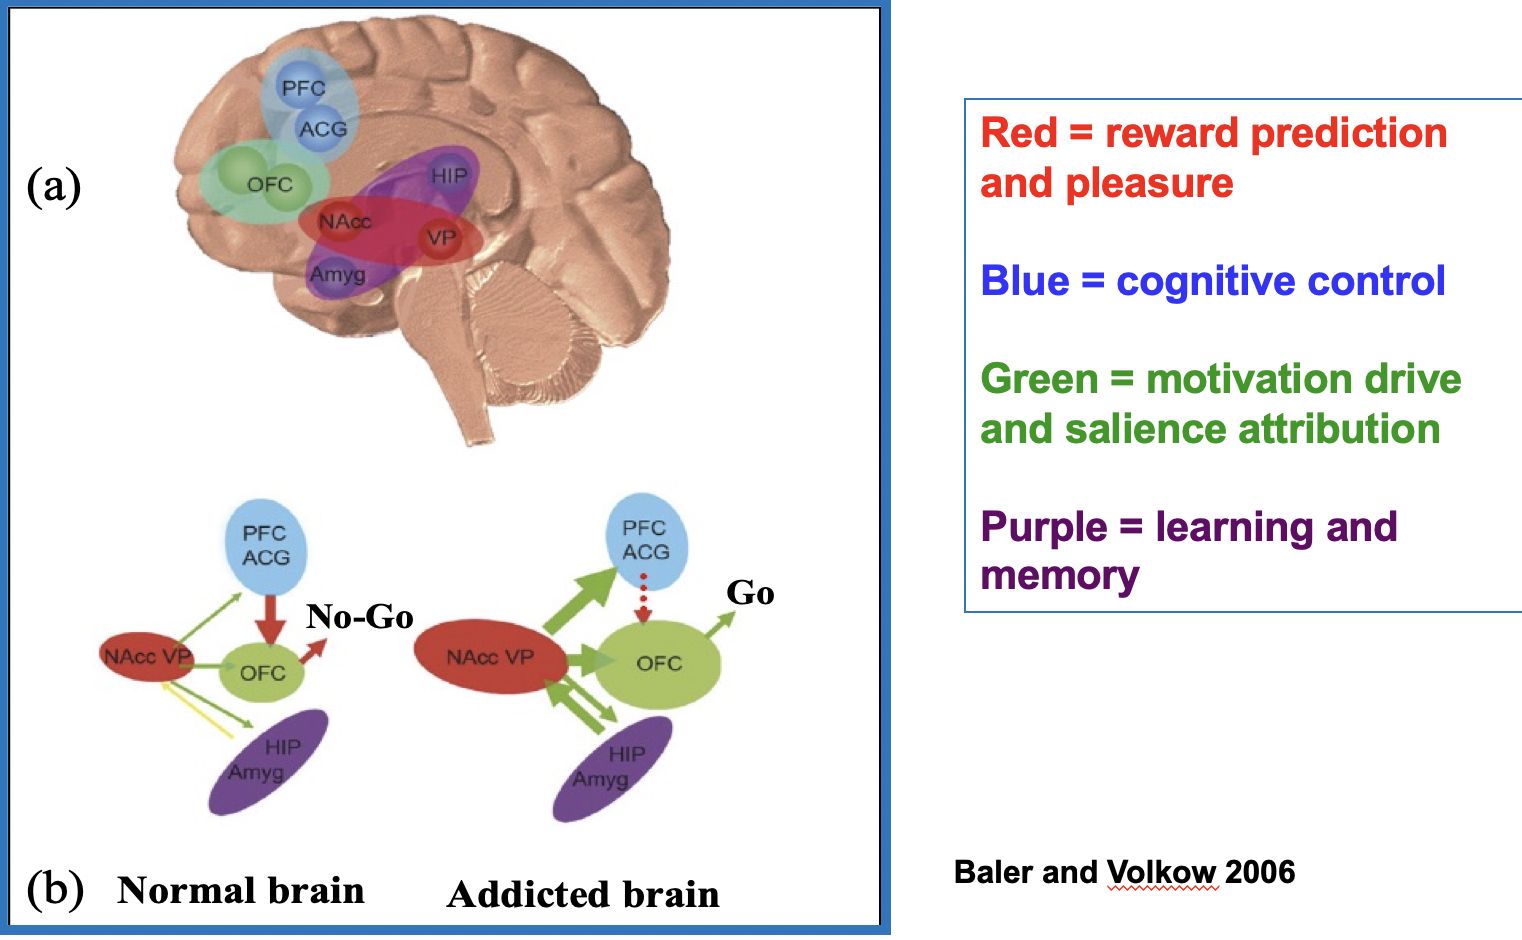 PFC
ACG
OFC
HIP
NAcc
VP
Amyg
(a)
Red = reward prediction
and pleasure
Blue = cognitive control
Green = motivation drive
and salience attribution
Purple = learning and
memory
PFC
ACG
No-Go
NAcc VP
OFC
HIP
Amyg
PFC
ACG
Go
NAcc VP
OFC
HIP
Amyg
(b) Normal brain
Addicted brain
Baler and Volkow 2006